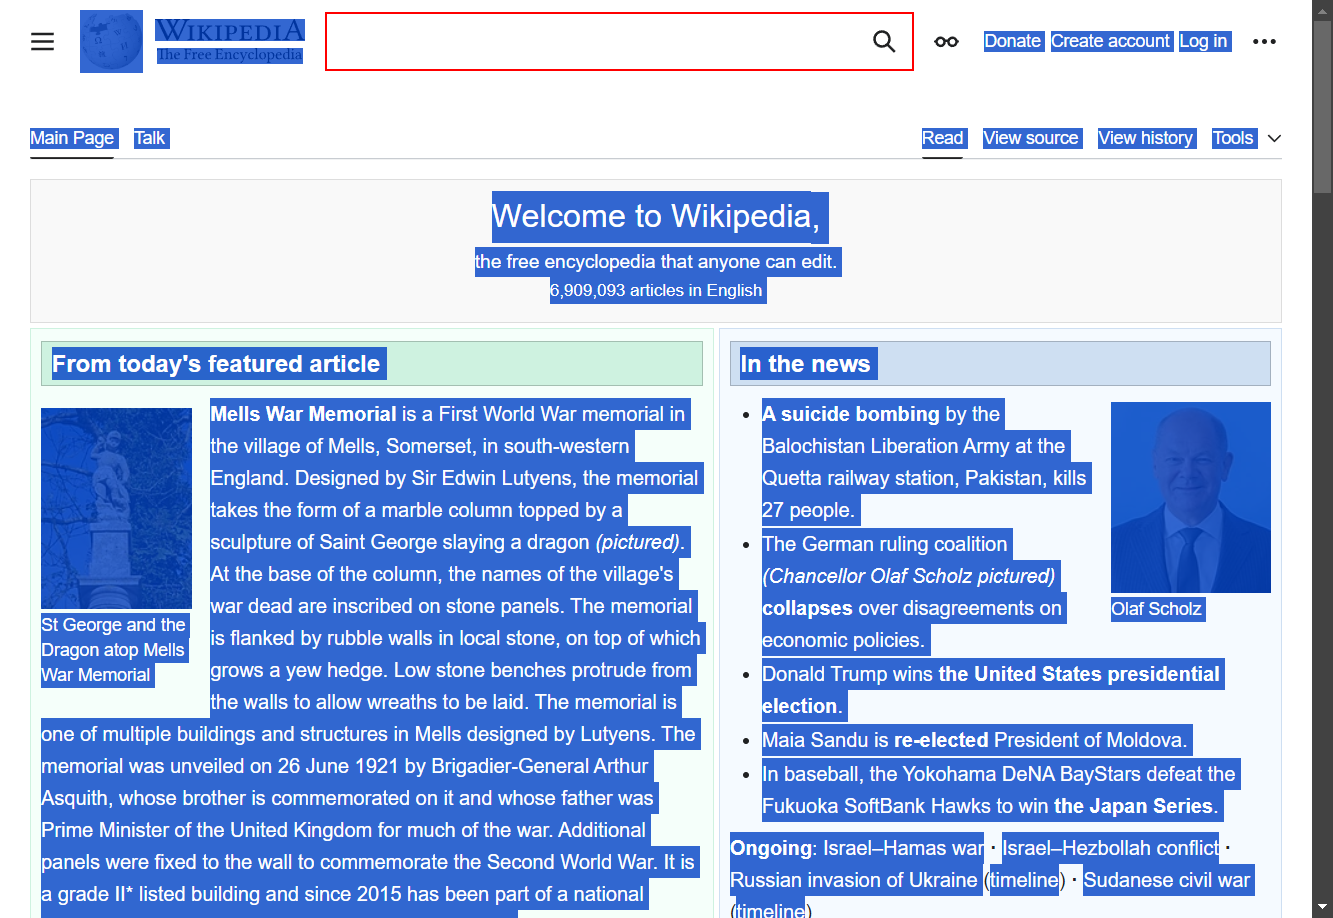 WIKIPEDIA
The Free Encyclopedia
Donate Create account Log in
Main Page Talk
Read View source View history Tools
Welcome to Wikipedia,
the free encyclopedia that anyone can edit.
6,909,093 articles in English
From today's featured article
St George and the
Dragon atop Mells
War Memorial
Mells War Memorial is a First World War memorial in
the village of Mells, Somerset, in south-western
England. Designed by Sir Edwin Lutyens, the memorial
takes the form of a marble column topped by a
sculpture of Saint George slaying a dragon (pictured).
At the base of the column, the names of the village's
war dead are inscribed on stone panels. The memorial
is flanked by rubble walls in local stone, on top of which
grows a yew hedge. Low stone benches protrude from
the walls to allow wreaths to be laid. The memorial is
one of multiple buildings and structures in Mells designed by Lutyens. The
memorial was unveiled on 26 June 1921 by Brigadier-General Arthur
Asquith, whose brother is commemorated on it and whose father was
Prime Minister of the United Kingdom for much of the war. Additional
panels were fixed to the wall to commemorate the Second World War. It is
a grade II* listed building and since 2015 has been part of a national
In the news
A suicide bombing by the
Balochistan Liberation Army at the
Quetta railway station, Pakistan, kills
27 people.
The German ruling coalition
(Chancellor Olaf Scholz pictured)
collapses over disagreements on
economic policies.
Olaf Scholz
Donald Trump wins the United States presidential
election.
Maia Sandu is re-elected President of Moldova.
In baseball, the Yokohama DeNA BayStars defeat the
Fukuoka SoftBank Hawks to win the Japan Series.
Ongoing: Israel–Hamas war · Israel–Hezbollah conflict ·
Russian invasion of Ukraine (timeline) · Sudanese civil war
(timeline)